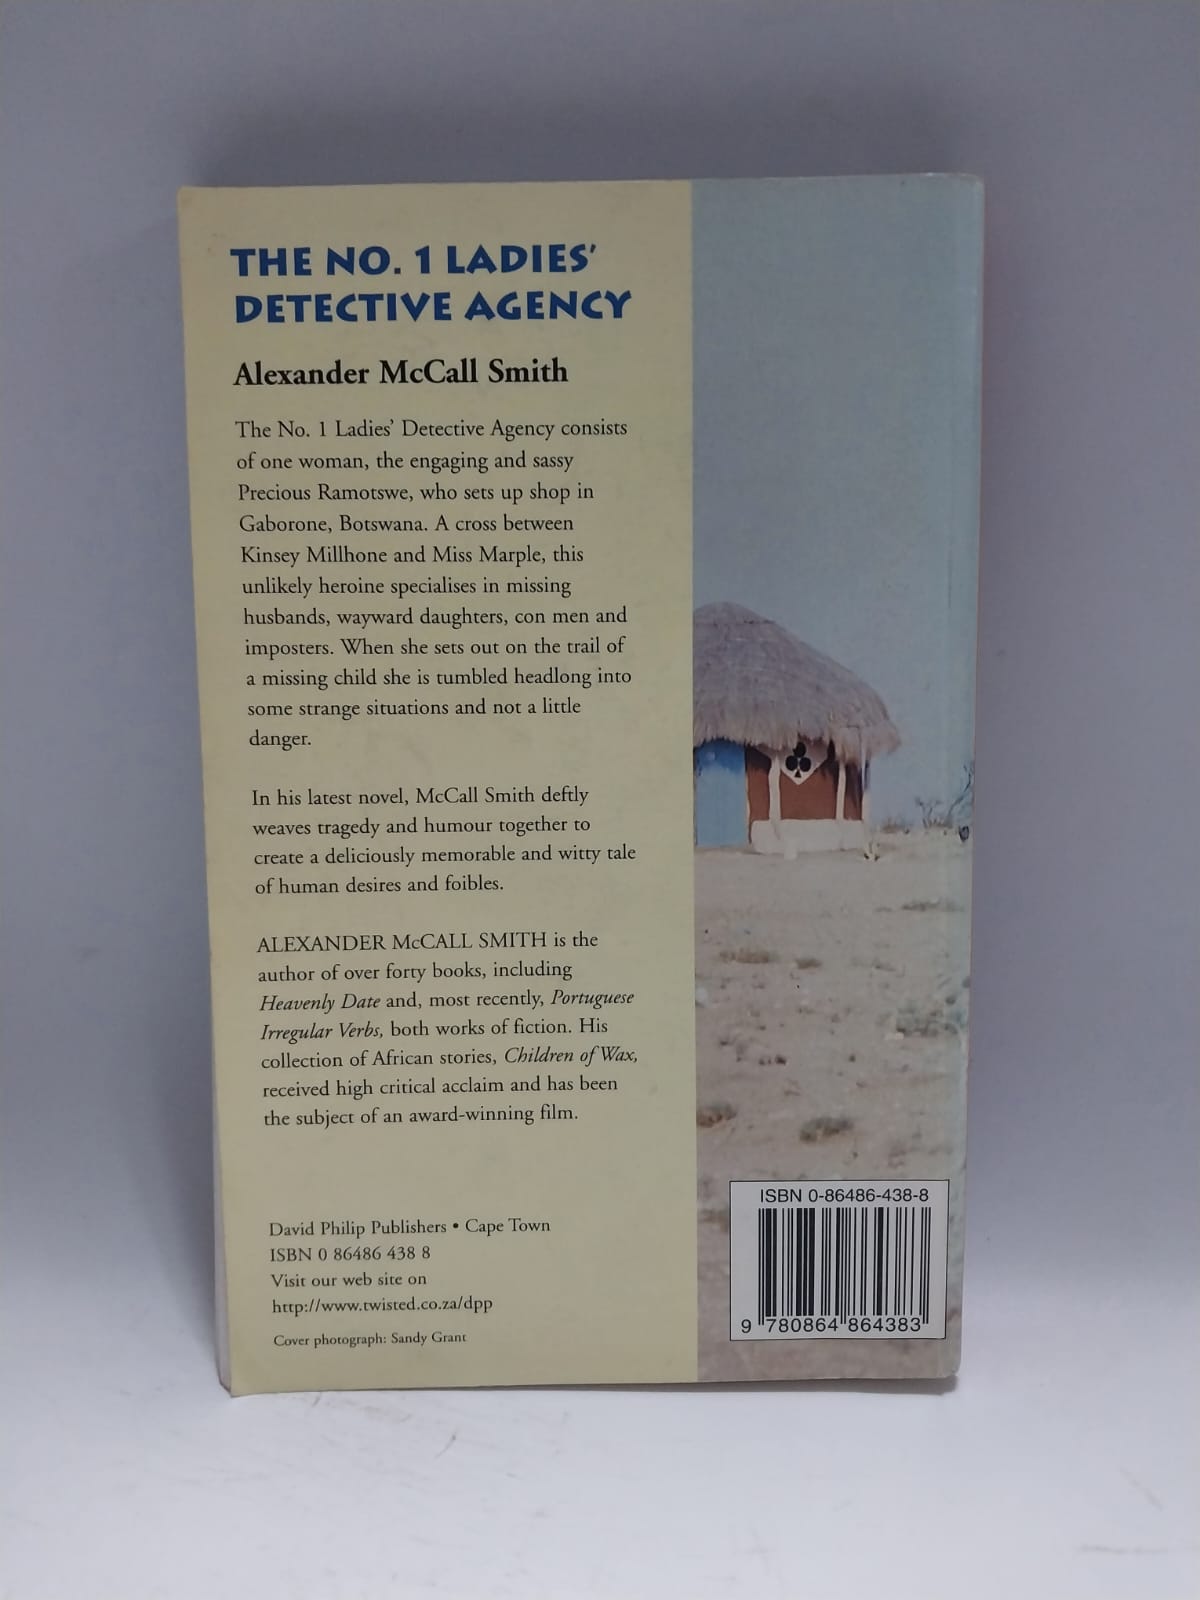 THE NO. 1 LADIES'
DETECTIVE AGENCY
Alexander McCall Smith
The No. 1 Ladies' Detective Agency consists
of one woman, the engaging and sassy
Precious Ramotswe, who sets up shop in
Gaborone, Botswana. A cross between
Kinsey Millhone and Miss Marple, this
unlikely heroine specialises in missing
husbands, wayward daughters, con men and
imposters. When she sets out on the trail of
a missing child she is tumbled headlong into
some strange situations and not a little
danger.
In his latest novel, McCall Smith deftly
weaves tragedy and humour together to
create a deliciously memorable and witty tale
of human desires and foibles.
ALEXANDER McCALL SMITH is the
author of over forty books, including
Heavenly Date and, most recently, Portuguese
Irregular Verbs, both works of fiction. His
collection of African stories, Children of Wax,
received high critical acclaim and has been
the subject of an award-winning film.
David Philip Publishers • Cape Town
ISBN 0 86486 438 8
Visit our web site on
http://www.twisted.co.za/dpp
Cover photograph: Sandy Grant
ISBN 0-86486-438-8
9 780864 864383